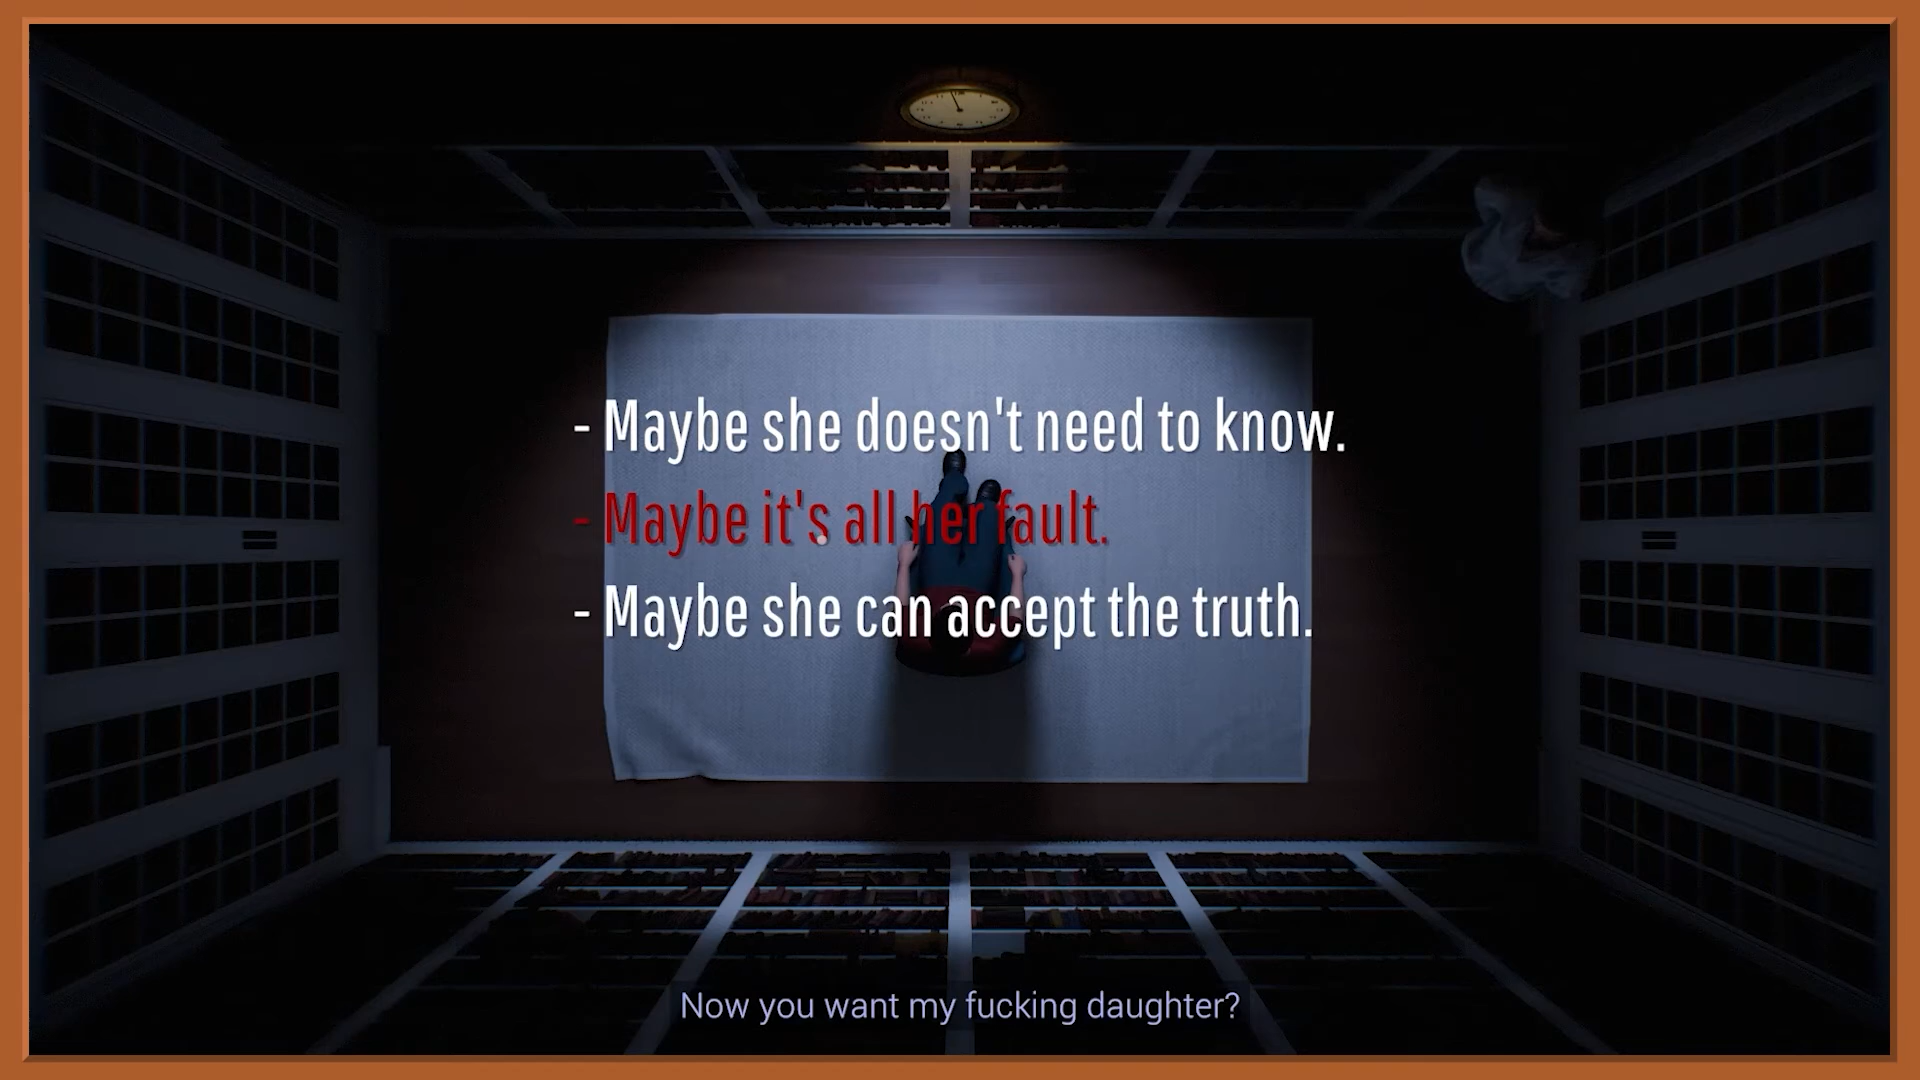 - Maybe she doesn't need to know.
- Maybe it's all her fault.
- Maybe she can accept the truth.
Now you want my fucking daughter?